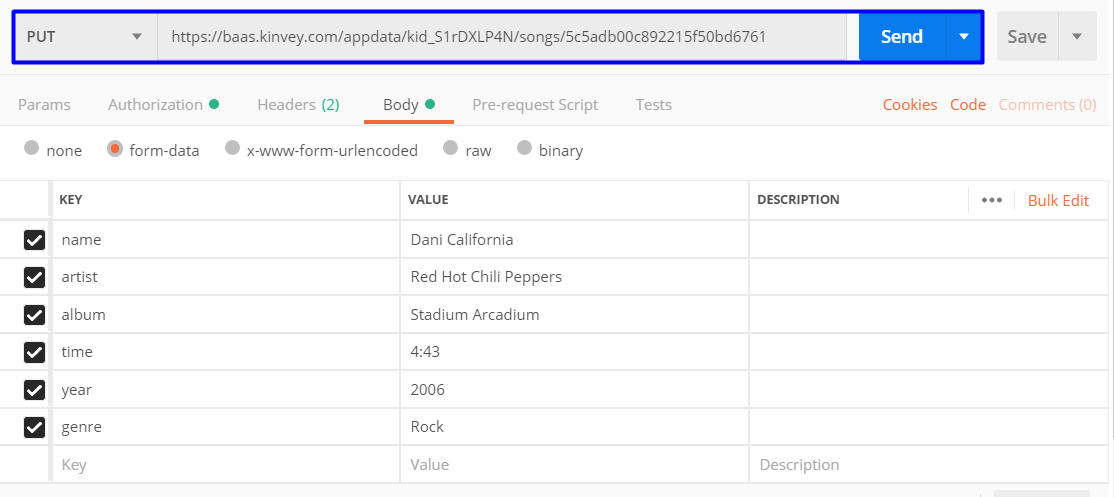 PUT https://baas.kinvey.com/appdata/kid_S1rDXLP4N/songs/5c5adb00c892215f50bd6761 Send Save
Params Authorization Headers (2) Body Pre-request Script Tests Cookies Code Comments (0)
none form-data x-www-form-urlencoded raw binary
KEY VALUE DESCRIPTION ••• Bulk Edit
name Dani California
artist Red Hot Chili Peppers
album Stadium Arcadium
time 4:43
year 2006
genre Rock
Key Value Description